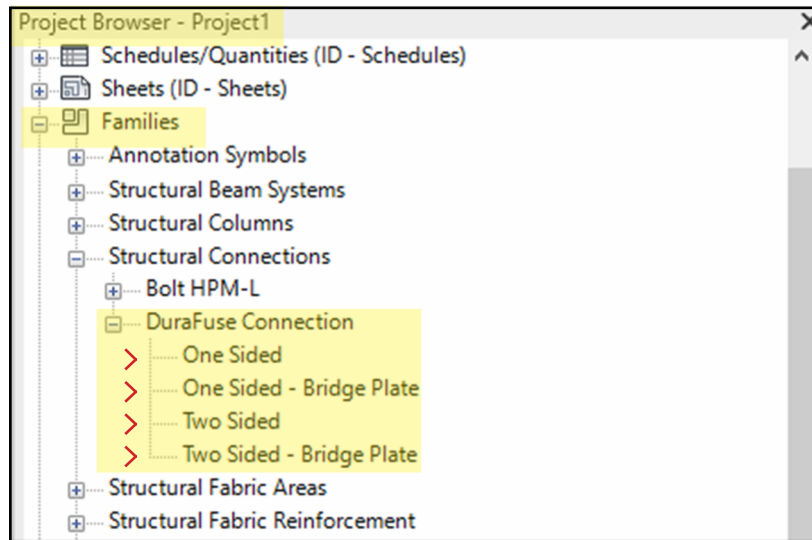 Project Browser - Project1
Schedules/Quantities (ID - Schedules)
Sheets (ID - Sheets)
Families
Annotation Symbols
Structural Beam Systems
Structural Columns
Structural Connections
Bolt HPM-L
DuraFuse Connection
One Sided
One Sided - Bridge Plate
Two Sided
Two Sided - Bridge Plate
Structural Fabric Areas
Structural Fabric Reinforcement